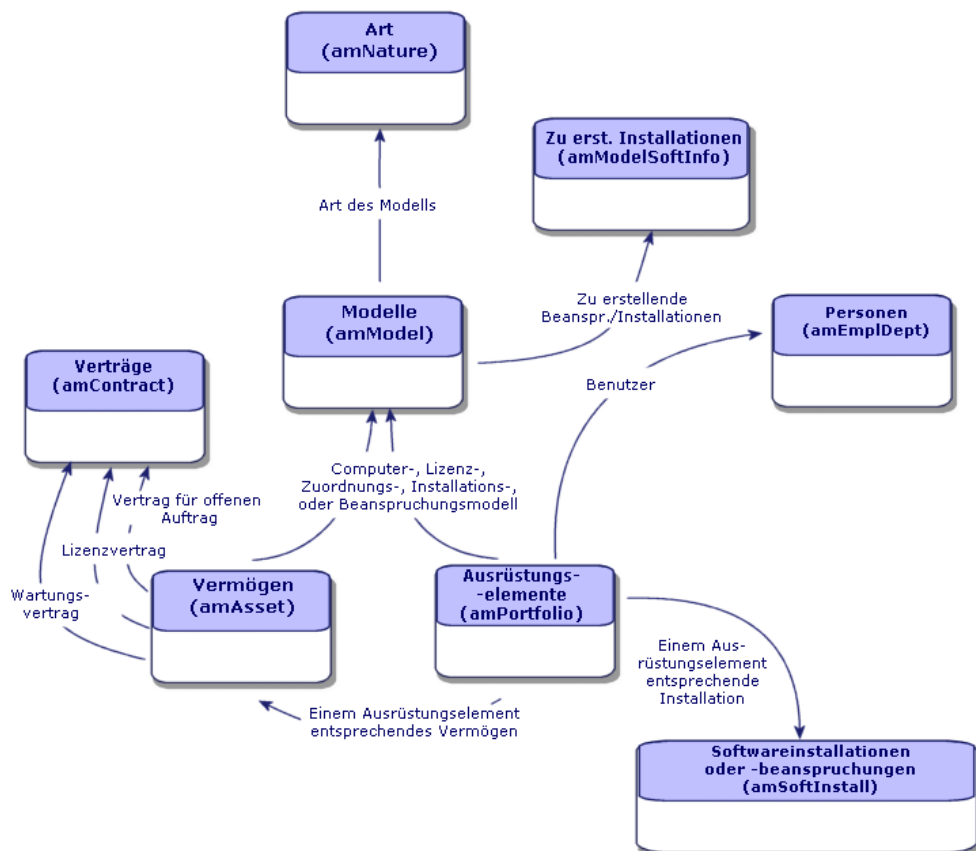 Art
(amNature)
Zu erst. Installationen
(amModelSoftInfo)
Art des Modells
Modelle
(amModel)
Zu erstellende
Beanspr./Installationen
Personen
(amEmplDept)
Verträge
(amContract)
Benutzer
Computer-, Lizenz-,
Zuordnungs-, Installations-,
oder Beanspruchungsmodell
Vertrag für offenen
Auftrag
Lizenzvertrag
Wartungs-
vertrag
Vermögen
(amAsset)
Ausrüstungs-
-elemente
(amPortfolio)
Einem Aus-
rüstungselement
entsprechende
Installation
Einem Ausrüstungselement
entsprechendes Vermögen
Softwareinstallationen
oder -beanspruchungen
(amSoftInstall)